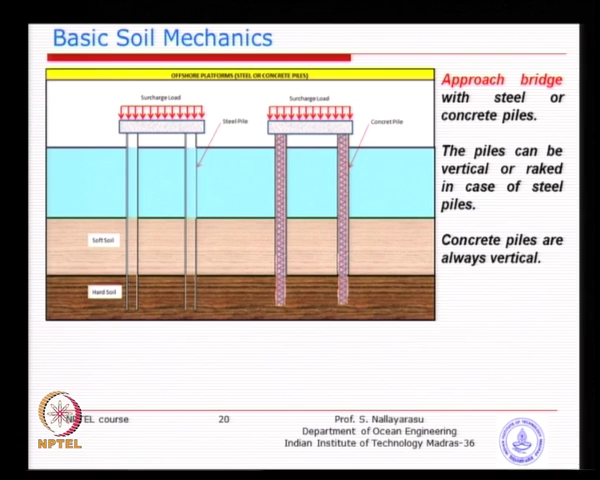 Basic Soil Mechanics
OFFSHORE PLATFORMS (STEEL OR CONCRETE PILES)
Surcharge Load
Surcharge Load
Steel Pile
Concret Pile
Soft Soil
Hard Soil
Approach bridge
with steel or
concrete piles.
The piles can be
vertical or raked
in case of steel
piles.
Concrete piles are
always vertical.
NPTEL course
20
Prof. S. Nallayarasu
Department of Ocean Engineering
Indian Institute of Technology Madras-36
NPTEL